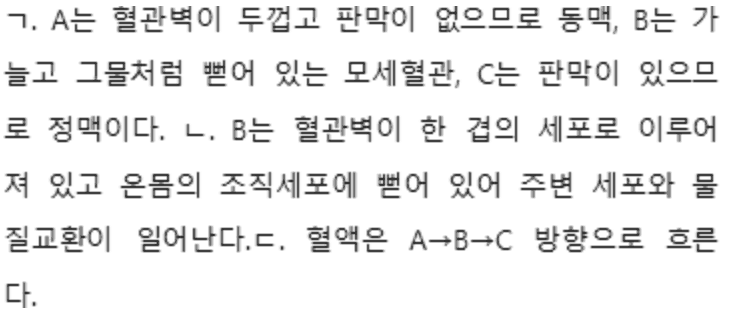 ㄱ. A는 혈관벽이 두껍고 판막이 없으므로 동맥, B는 가
늘고 그물처럼 뻗어 있는 모세혈관, C는 판막이 있으므
로 정맥이다. ㄴ. B는 혈관벽이 한 겹의 세포로 이루어
져 있고 온몸의 조직세포에 뻗어 있어 주변 세포와 물
질교환이 일어난다.ㄷ. 혈액은 A→B→C 방향으로 흐른
다.